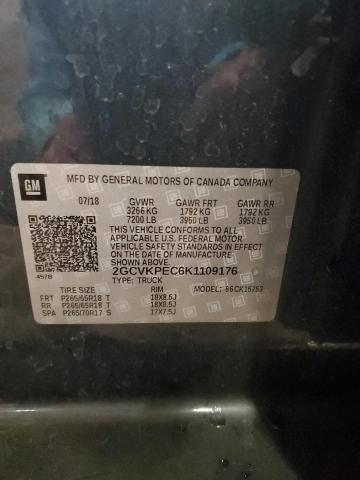 GM
MFD BY GENERAL MOTORS OF CANADA COMPANY
07/18 GVWR GAWR FRT GAWR RR
3266 KG 1792 KG 1792 KG
7200 LB 3950 LB 3950 LB
THIS VEHICLE CONFORMS TO ALL
APPLICABLE U.S. FEDERAL MOTOR
VEHICLE SAFETY STANDARDS IN EFFECT
ON THE DATE OF MANUFACTURE
SHOWN ABOVE.
2GCVKPEC6K1109176
457B TYPE: TRUCK
TIRE SIZE RIM MODEL:
FRT P265/65R18 T 18X8.5J
RR P265/65R18 T 18X8.5J
SPA P265/70R17 S 17X7.5J